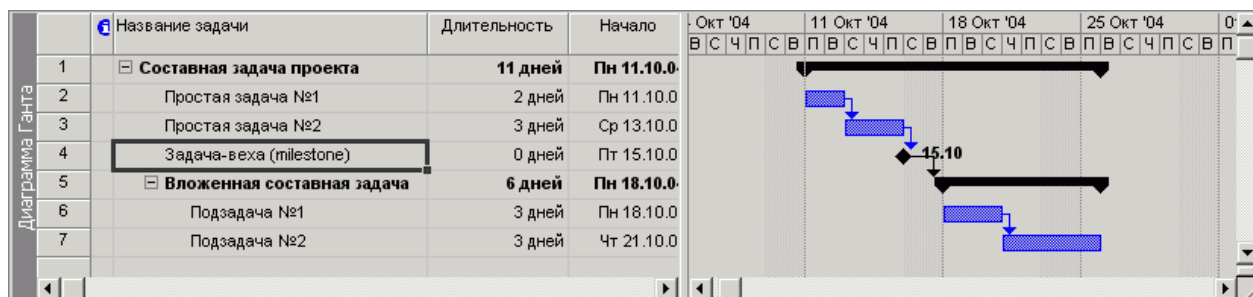 Название задачи Длительность Начало Окт '04 11 Окт '04 18 Окт '04 25 Окт '04 0
В С Ч П С В П В С Ч П С В П В С Ч П С В П В С Ч П С В П
1 Составная задача проекта 11 дней Пн 11.10.0
2 Простая задача №1 2 дней Пн 11.10.0
3 Простая задача №2 3 дней Ср 13.10.0
4 Задача-веха (milestone) 0 дней Пт 15.10.0 15.10
5 Вложенная составная задача 6 дней Пн 18.10.0
6 Подзадача №1 3 дней Пн 18.10.0
7 Подзадача №2 3 дней Чт 21.10.0
Диаграмма Ганта